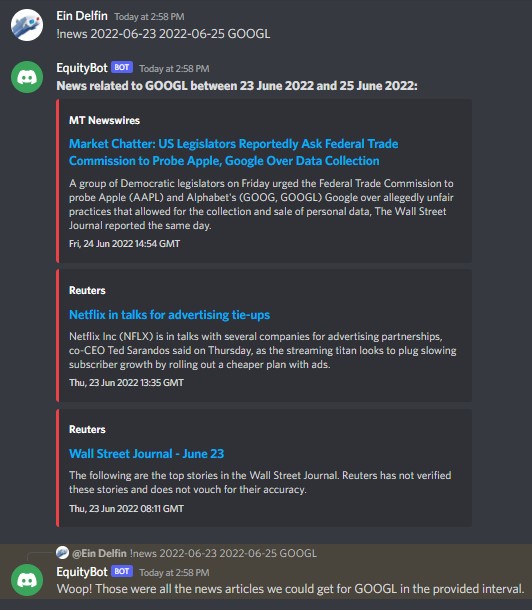 Ein Delfin Today at 2:58 PM
!news 2022-06-23 2022-06-25 GOOGL
EquityBot BOT Today at 2:58 PM
News related to GOOGL between 23 June 2022 and 25 June 2022:
MT Newswires
Market Chatter: US Legislators Reportedly Ask Federal Trade
Commission to Probe Apple, Google Over Data Collection
A group of Democratic legislators on Friday urged the Federal Trade Commission to
probe Apple (AAPL) and Alphabet's (GOOG, GOOGL) Google over allegedly unfair
practices that allowed for the collection and sale of personal data, The Wall Street
Journal reported the same day.
Fri, 24 Jun 2022 14:54 GMT
Reuters
Netflix in talks for advertising tie-ups
Netflix Inc (NFLX) is in talks with several companies for advertising partnerships,
co-CEO Ted Sarandos said on Thursday, as the streaming titan looks to plug slowing
subscriber growth by rolling out a cheaper plan with ads.
Thu, 23 Jun 2022 13:35 GMT
Reuters
Wall Street Journal - June 23
The following are the top stories in the Wall Street Journal. Reuters has not verified
these stories and does not vouch for their accuracy.
Thu, 23 Jun 2022 08:11 GMT
@Ein Delfin !news 2022-06-23 2022-06-25 GOOGL
EquityBot BOT Today at 2:58 PM
Woop! Those were all the news articles we could get for GOOGL in the provided interval.